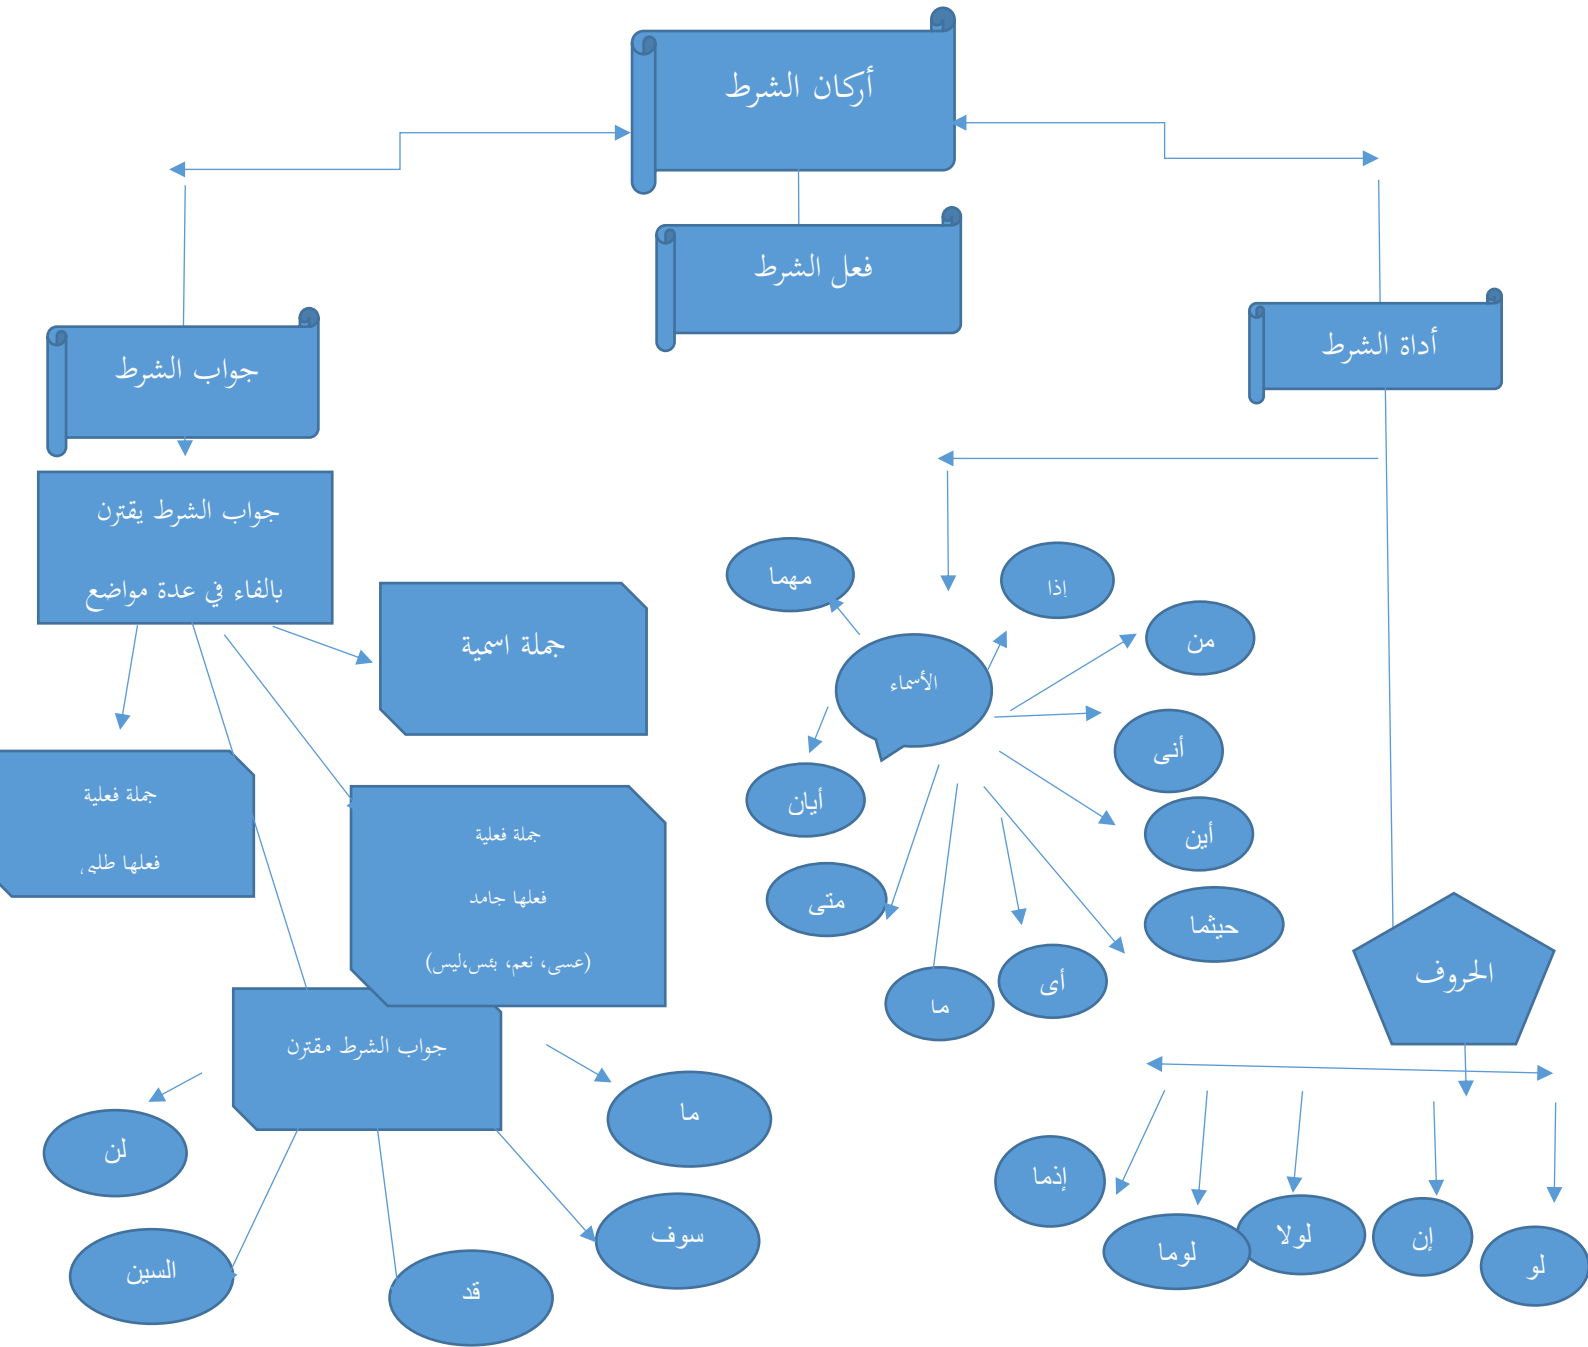 أركان الشرط
فعل الشرط
أداة الشرط
جواب الشرط
جواب الشرط يقترن
بالفاء في عدة مواضع
جملة اسمية
جملة فعلية
فعلها طلبي
جملة فعلية
فعلها جامد
(عسى، نعم، بئس،ليس)
جواب الشرط مقترن
ما
لن
سوف
السين
قد
الأسماء
مهما
إذا
من
أنى
أين
حيثما
أى
ما
متى
أيان
الحروف
إذما
لوما
لولا
إن
لو